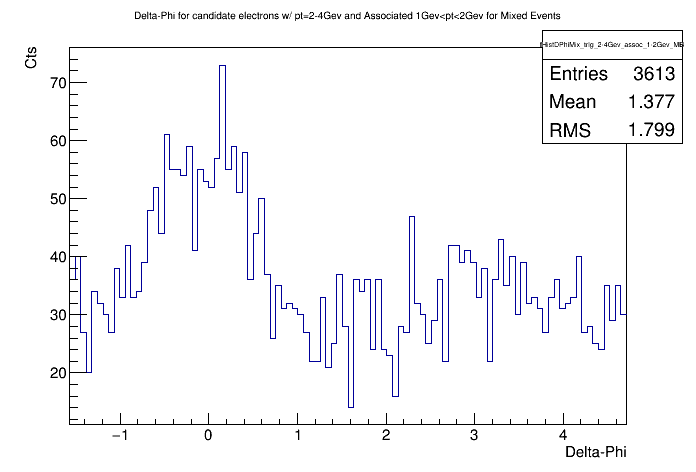 Delta-Phi for candidate electrons w/ pt=2-4Gev and Associated 1Gev<pt<2Gev for Mixed Events
HistDPhiMix_trig_2-4Gev_assoc_1-2Gev_MB
Entries 3613
Mean 1.377
RMS 1.799
Cts
70
60
50
40
30
20
−1 0 1 2 3 4
Delta-Phi